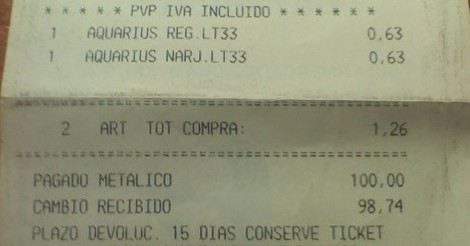 * * * * * PVP IVA INCLUIDO * * * * * *
1 AQUARIUS REG.LT33 0,63
1 AQUARIUS NARJ.LT33 0,63
========================================
2 ART TOT COMPRA: 1,26
========================================
PAGADO METALICO 100,00
CAMBIO RECIBIDO 98,74
PLAZO DEVOLUC. 15 DIAS CONSERVE TICKET